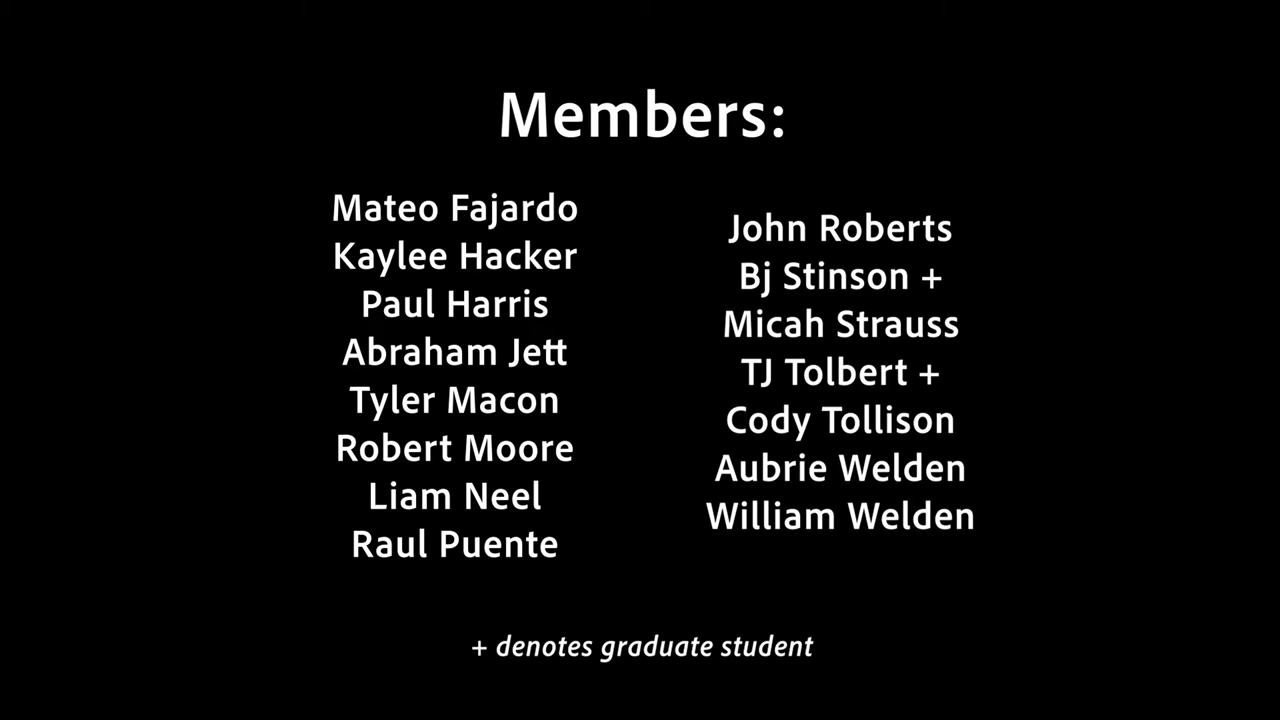 Members:
Mateo Fajardo
Kaylee Hacker
Paul Harris
Abraham Jett
Tyler Macon
Robert Moore
Liam Neel
Raul Puente
John Roberts
Bj Stinson +
Micah Strauss
TJ Tolbert +
Cody Tollison
Aubrie Welden
William Welden
+ denotes graduate student